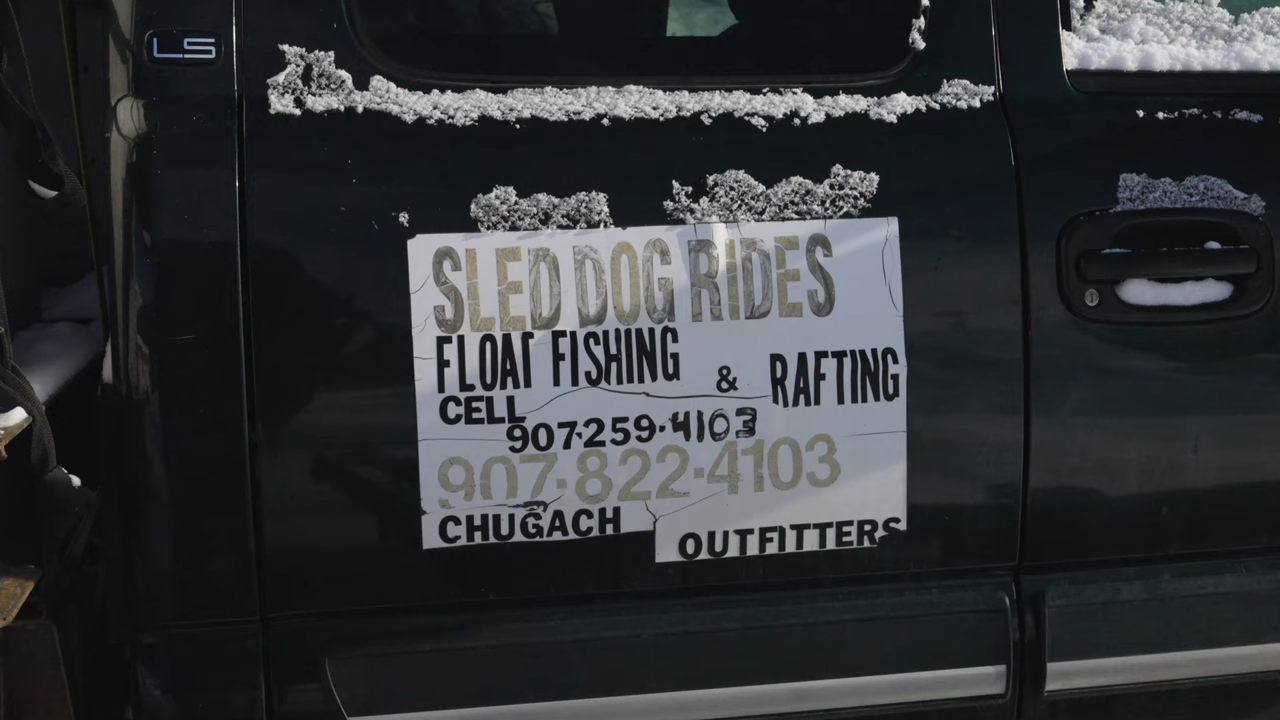 LS
SLED DOG RIDES
FLOAT FISHING & RAFTING
CELL
907-259-4103
907-822-4103
CHUGACH OUTFITTERS